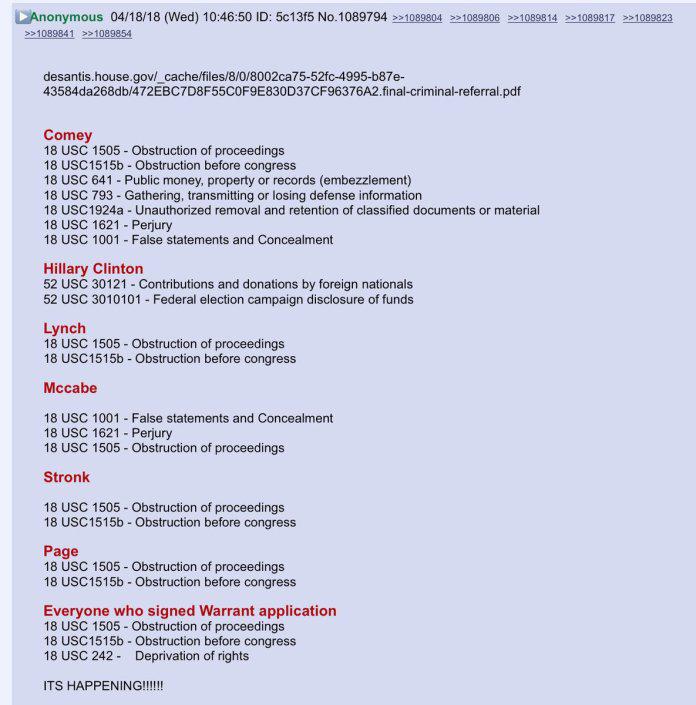 Anonymous 04/18/18 (Wed) 10:46:50 ID: 5c13f5 No.1089794 >>1089804 >>1089806 >>1089814 >>1089817 >>1089823
>>1089841 >>1089854
desantis.house.gov/_cache/files/8/0/8002ca75-52fc-4995-b87e-
43584da268db/472EBC7D8F55C0F9E830D37CF96376A2.final-criminal-referral.pdf
Comey
18 USC 1505 - Obstruction of proceedings
18 USC1515b - Obstruction before congress
18 USC 641 - Public money, property or records (embezzlement)
18 USC 793 - Gathering, transmitting or losing defense information
18 USC1924a - Unauthorized removal and retention of classified documents or material
18 USC 1621 - Perjury
18 USC 1001 - False statements and Concealment
Hillary Clinton
52 USC 30121 - Contributions and donations by foreign nationals
52 USC 3010101 - Federal election campaign disclosure of funds
Lynch
18 USC 1505 - Obstruction of proceedings
18 USC1515b - Obstruction before congress
Mccabe
18 USC 1001 - False statements and Concealment
18 USC 1621 - Perjury
18 USC 1505 - Obstruction of proceedings
Stronk
18 USC 1505 - Obstruction of proceedings
18 USC1515b - Obstruction before congress
Page
18 USC 1505 - Obstruction of proceedings
18 USC1515b - Obstruction before congress
Everyone who signed Warrant application
18 USC 1505 - Obstruction of proceedings
18 USC1515b - Obstruction before congress
18 USC 242 - Deprivation of rights
ITS HAPPENING!!!!!!